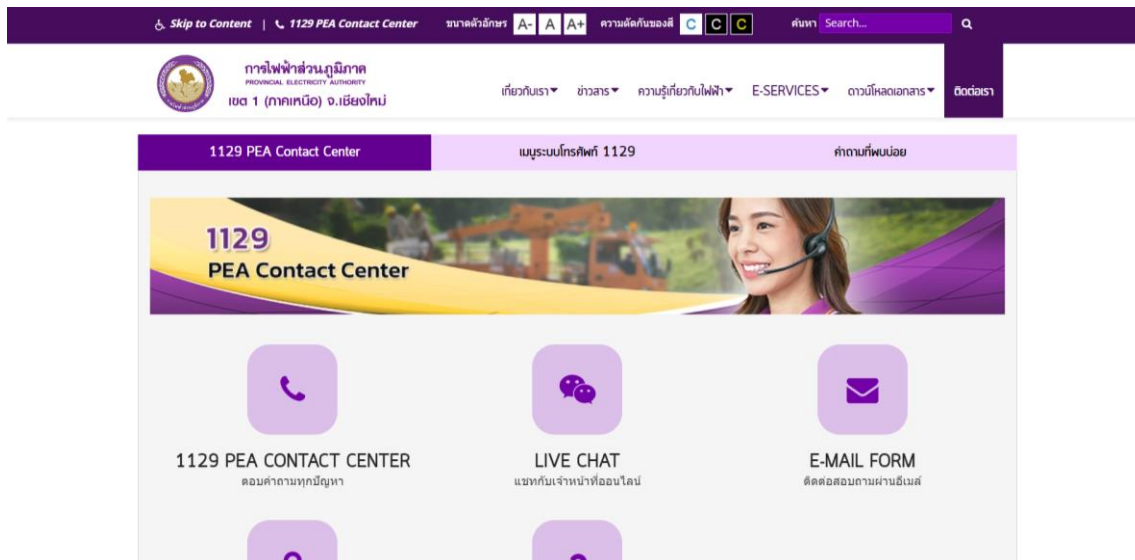 Skip to Content | 1129 PEA Contact Center ขนาดตัวอักษร A- A A+ ความตัดกันของสี C C C ค้นหา Search...
การไฟฟ้าส่วนภูมิภาค
PROVINCIAL ELECTRICITY AUTHORITY
เขต 1 (ภาคเหนือ) จ.เชียงใหม่
เกี่ยวกับเรา ข่าวสาร ความรู้เกี่ยวกับไฟฟ้า E-SERVICES ดาวน์โหลดเอกสาร ติดต่อเรา
1129 PEA Contact Center เมนูระบบโทรศัพท์ 1129 คำถามที่พบบ่อย
1129
PEA Contact Center
1129 PEA CONTACT CENTER LIVE CHAT E-MAIL FORM
ตอบคำถามทุกปัญหา แชทกับเจ้าหน้าที่ออนไลน์ ติดต่อสอบถามผ่านอีเมล์